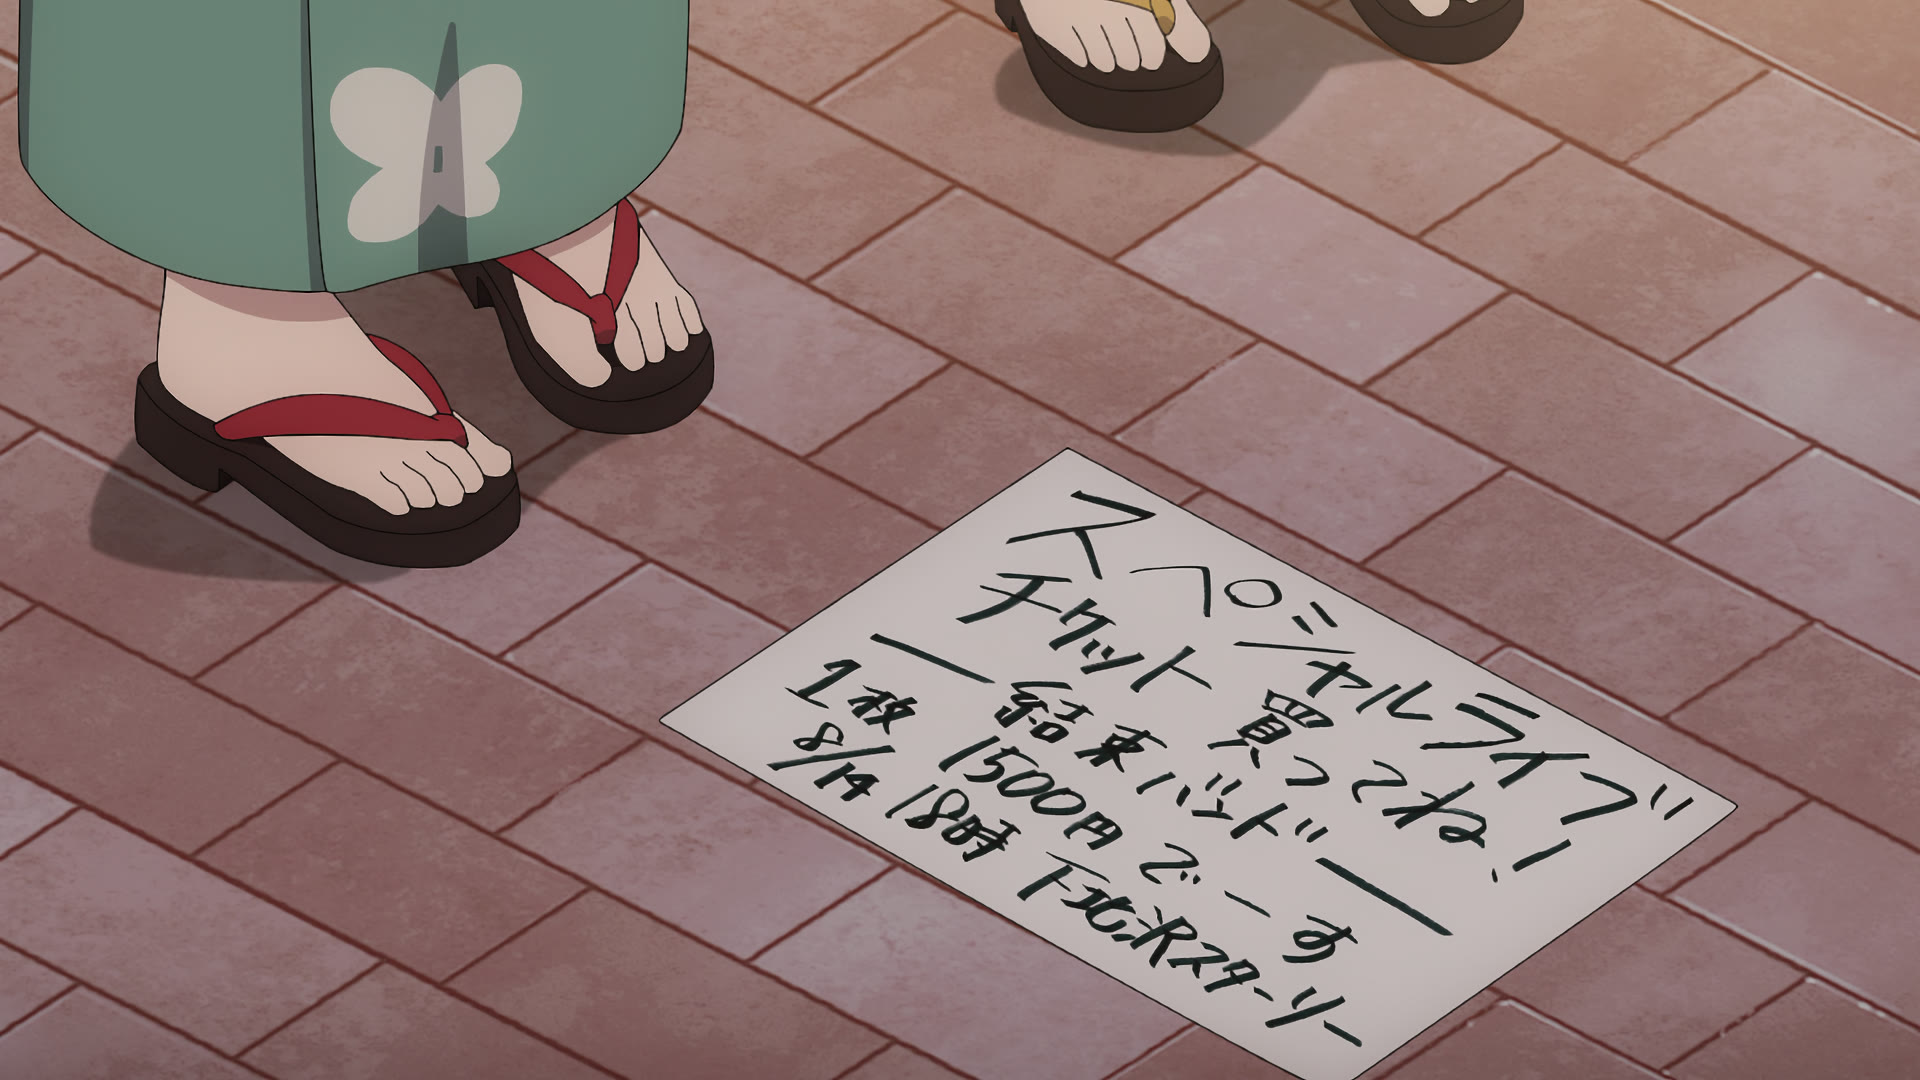 スペシャルライブ
チケット 買ってね!
— 結束バンド —
1枚 1500円 でーす
8/14 18時 下北沢スターリー